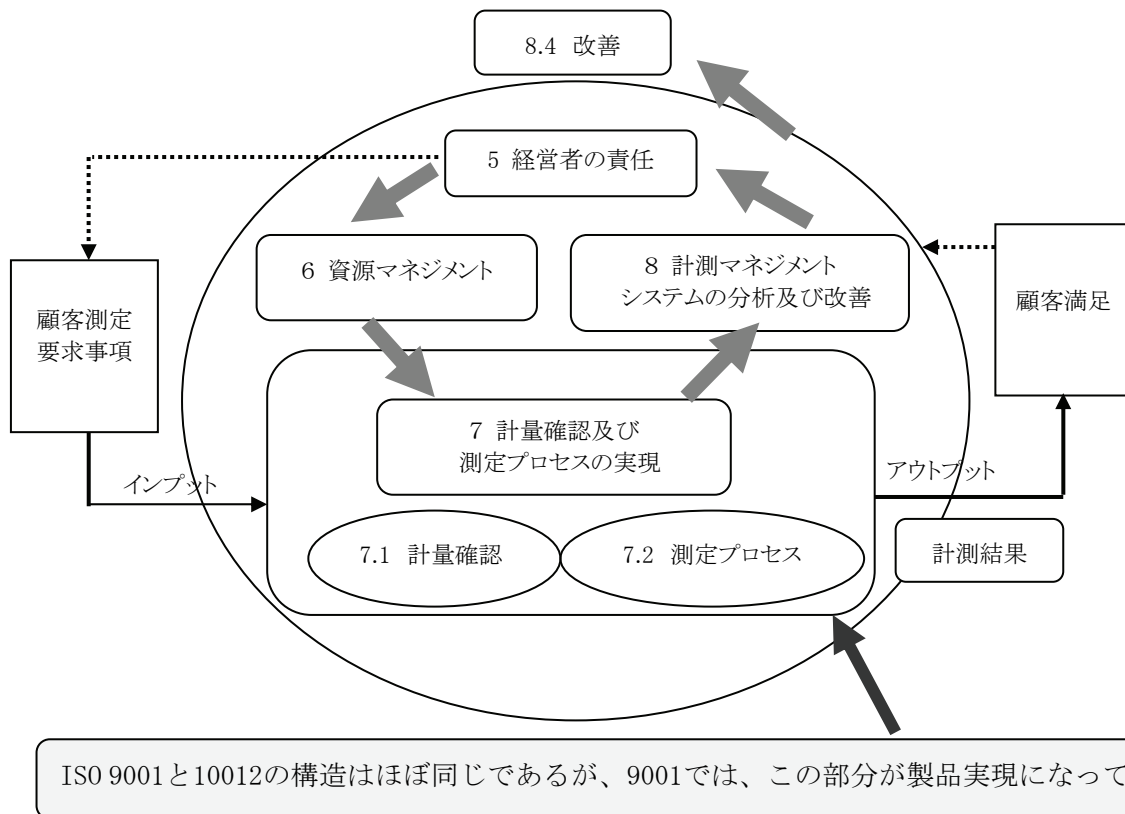 8.4 改善
5 経営者の責任
6 資源マネジメント
8 計測マネジメント
システムの分析及び改善
顧客測定
要求事項
顧客満足
7 計量確認及び
測定プロセスの実現
インプット
アウトプット
7.1 計量確認
7.2 測定プロセス
計測結果
ISO 9001と10012の構造はほぼ同じであるが、9001では、この部分が製品実現になって